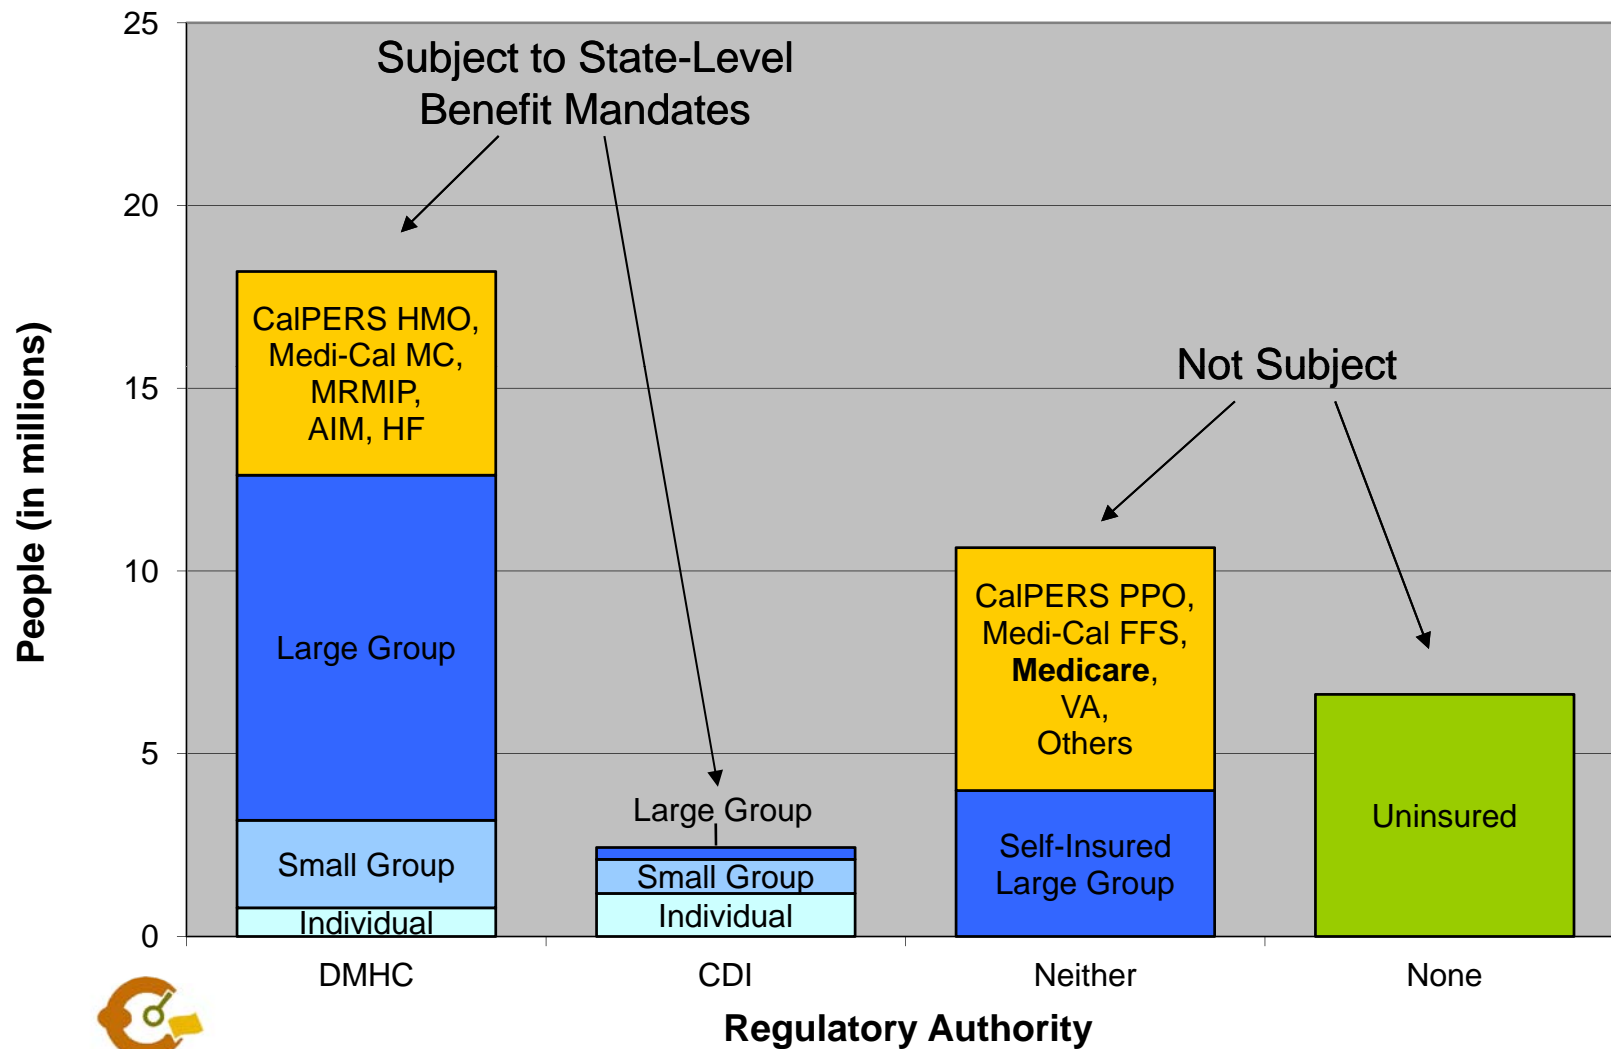 25
20
15
10
5
0
People (in millions)
Subject to State-Level
Benefit Mandates
Not Subject
CalPERS HMO,
Medi-Cal MC,
MRMIP,
AIM, HF
Large Group
Small Group
Individual
Large Group
Small Group
Individual
CalPERS PPO,
Medi-Cal FFS,
Medicare,
VA,
Others
Self-Insured
Large Group
Uninsured
DMHC
CDI
Neither
None
Regulatory Authority